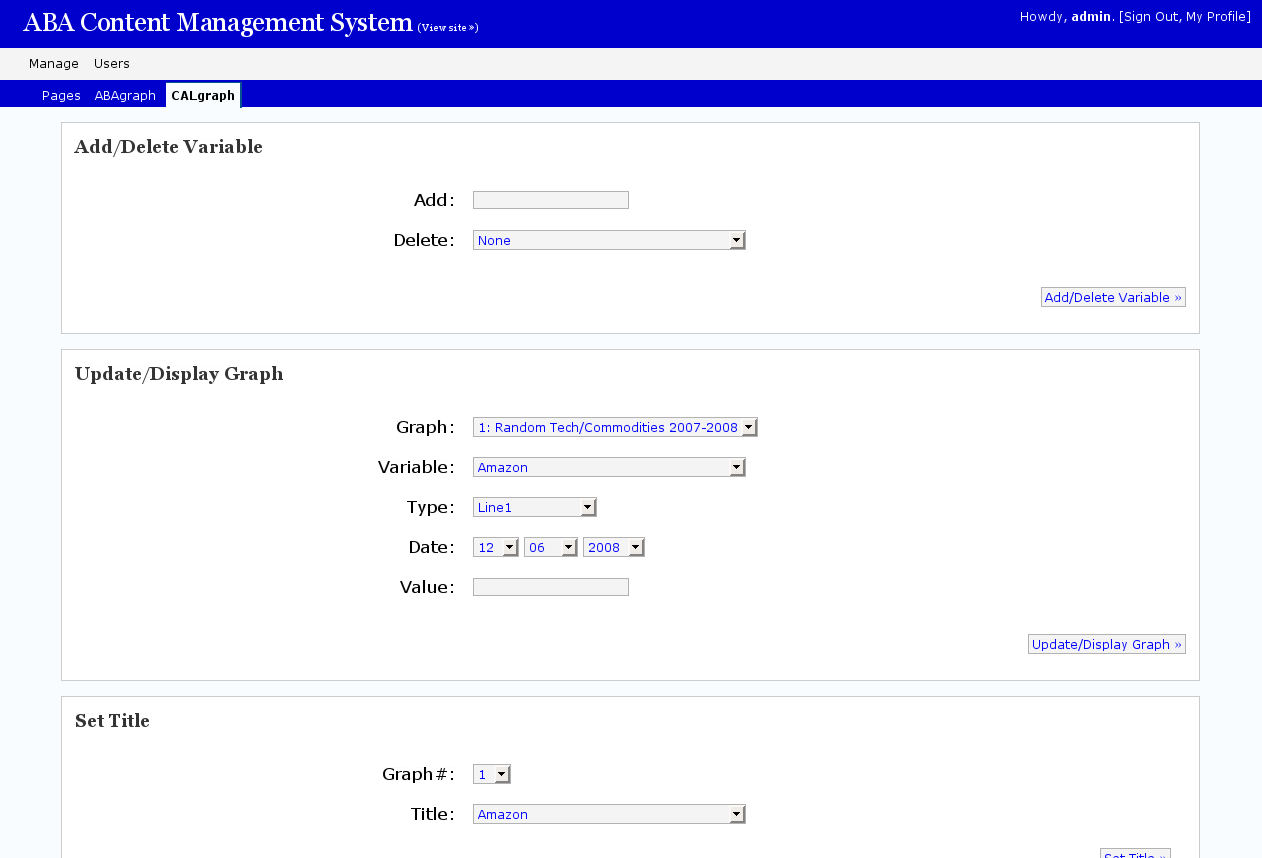 ABA Content Management System (View site »)
Howdy, admin. [Sign Out, My Profile]
Manage Users
Pages ABAgraph CALgraph
Add/Delete Variable
Add:
Delete: None
Add/Delete Variable »
Update/Display Graph
Graph: 1: Random Tech/Commodities 2007-2008
Variable: Amazon
Type: Line1
Date: 12 06 2008
Value:
Update/Display Graph »
Set Title
Graph#: 1
Title: Amazon
Set Title »